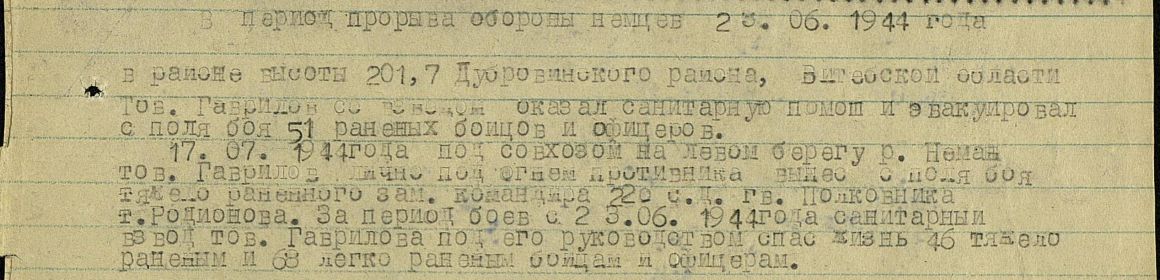 В период прорыва обороны немцев 23. 06. 1944 года
в районе высоты 201,7 Дубровинского района, Витебской области
Тов. Гаврилов со взводом оказал санитарную помощ и эвакуировал
с поля боя 51 раненых бойцов и офицеров.
17. 07. 1944года под совхозом на левом берегу р. Неман
тов. Гаврилов лично под огнем противника вынес с поля боя
тяжело раненного зам. командира 220 с.д. гв. Полковника
т.Родионова. За период боев с 23.06. 1944года санитарный
взвод тов. Гаврилова под его руководством спас жизнь 46 тяжело
раненым и 68 легко раненым бойцам и офицерам.